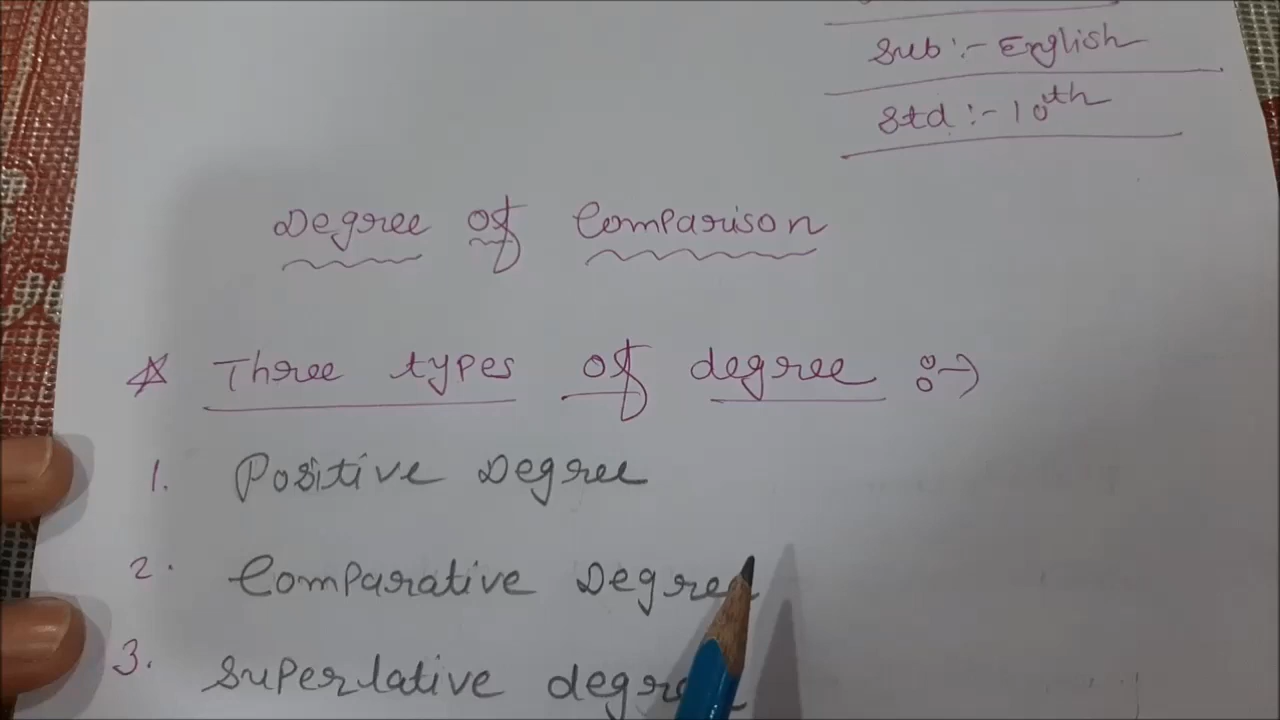 Sub :- English
Std :- 10th
Degree of Comparison
☆ Three types of degree :-)
1. Positive Degree
2. Comparative Degree
3. Superlative degree